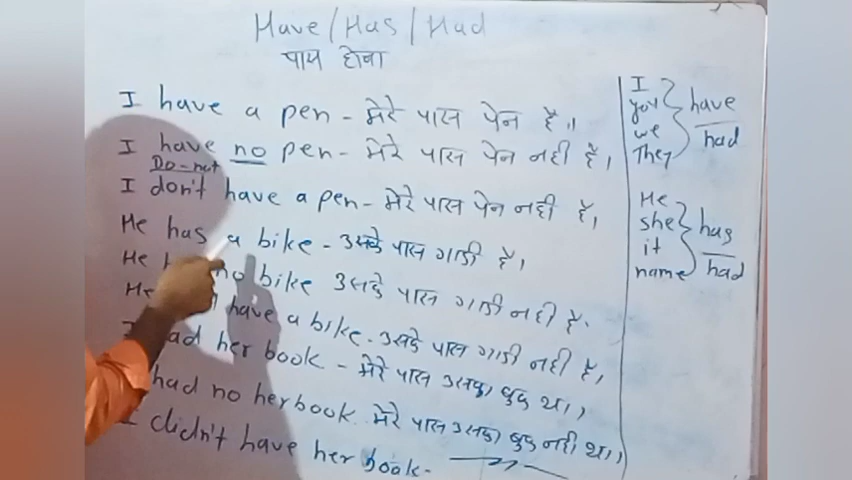 Have / Has / Had
पास होना
I have a pen - मेरे पास पेन है।।
I have no pen - मेरे पास पेन नही है,
Do-not
I don't have a pen - मेरे पास पेन नही है,
He has a bike - उसके पास गाडी है,
He no bike उसके पास गाडी नही है.
He have a bike. उसके पास गाडी नही है,
I had her book - मेरे पास उसका बुक था।,
had no her book. मेरे पास उसका बुक नही था।,
I didn't have her book-
I
you
we
They
have
had
He
she
it
name
has
had